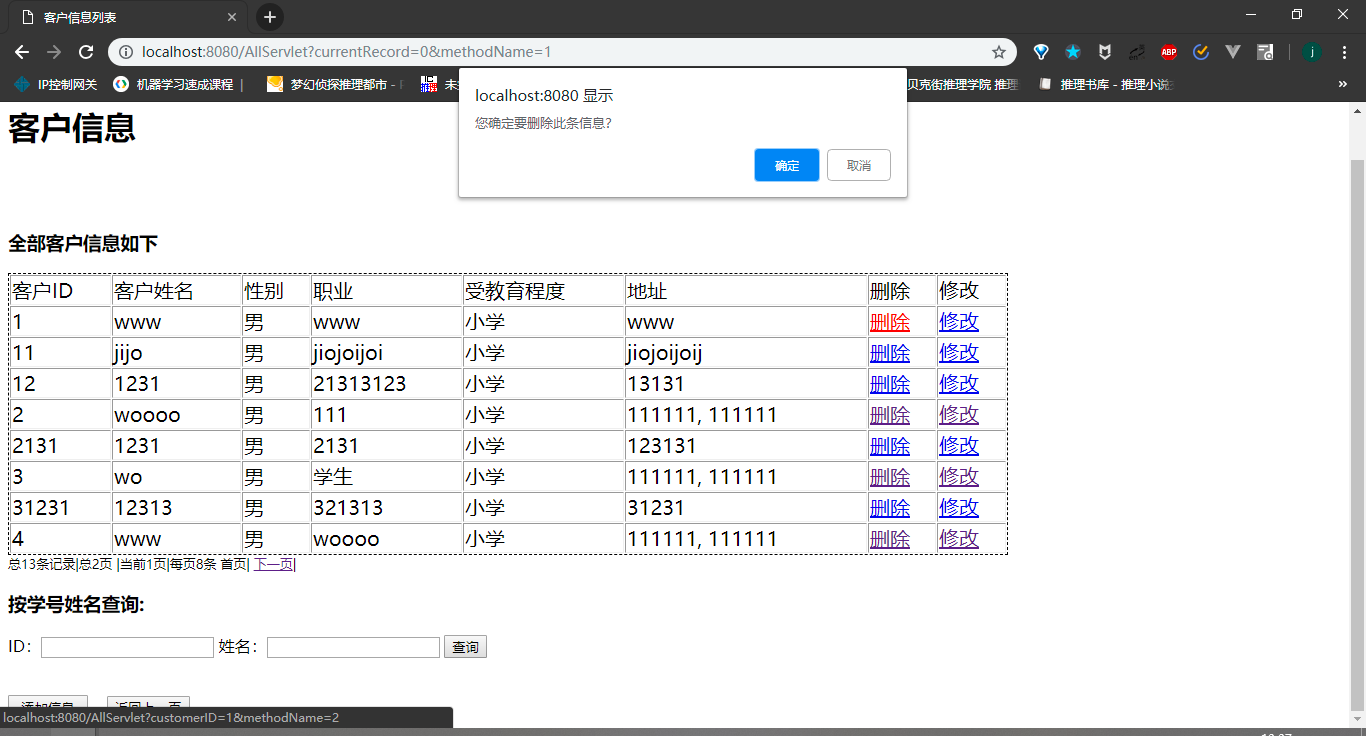 客户信息列表
localhost:8080/AllServlet?currentRecord=0&methodName=1
ABP
j
IP控制网关 机器学习速成课程 | 梦幻侦探推理都市 - 贝克街推理学院 推理 推理书库 - 推理小说 »
localhost:8080 显示
您确定要删除此条信息?
确定 取消
客户信息
全部客户信息如下
客户ID 客户姓名 性别 职业 受教育程度 地址 删除 修改
1 www 男 www 小学 www 删除 修改
11 jijo 男 jiojoijoi 小学 jiojoijoij 删除 修改
12 1231 男 21313123 小学 13131 删除 修改
2 woooo 男 111 小学 111111, 111111 删除 修改
2131 1231 男 2131 小学 123131 删除 修改
3 wo 男 学生 小学 111111, 111111 删除 修改
31231 12313 男 321313 小学 31231 删除 修改
4 www 男 woooo 小学 111111, 111111 删除 修改
总13条记录|总2页 |当前1页|每页8条 首页| 下一页|
按学号姓名查询:
ID: 姓名: 查询
添加信息 返回上一页
localhost:8080/AllServlet?customerID=1&methodName=2